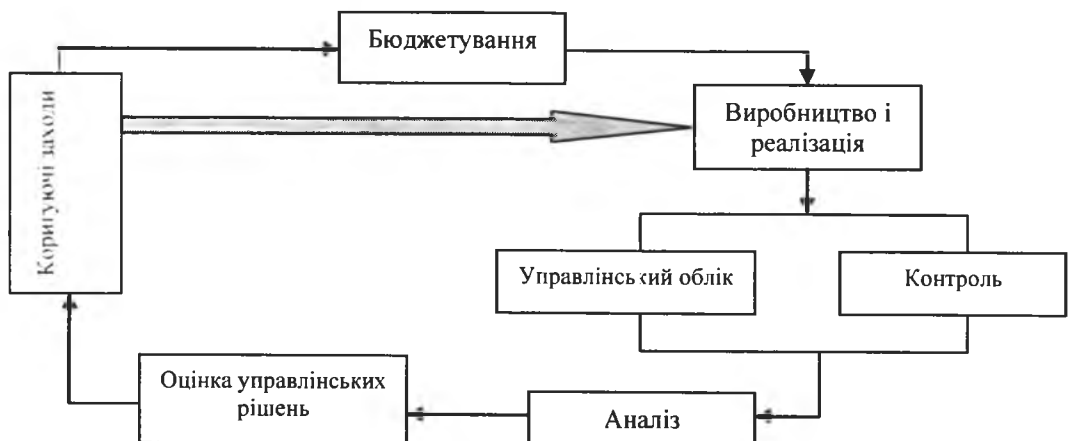 Бюджетування
Виробництво і
реалізація
Коригуючі заходи
Управлінський облік
Контроль
Оцінка управлінських
рішень
Аналіз